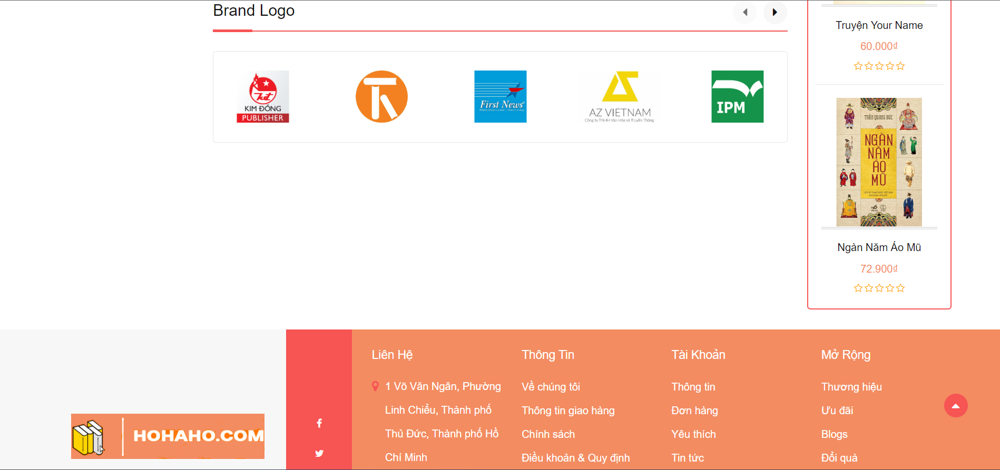 Brand Logo
KIM ĐỒNG
PUBLISHER
First News
AZ VIETNAM
Công ty TNHH Văn Hóa và Truyền Thông
IPM
Truyện Your Name
60.000₫
TRẦN QUANG ĐỨC
NGÀN
NĂM
ÁO
MŨ
Ngàn Năm Áo Mũ
72.900₫
HOHAHO.COM
Liên Hệ
1 Võ Văn Ngân, Phường
Linh Chiểu, Thành phố
Thủ Đức, Thành phố Hồ
Chí Minh
Thông Tin
Về chúng tôi
Thông tin giao hàng
Chính sách
Điều khoản & Quy định
Tài Khoản
Thông tin
Đơn hàng
Yêu thích
Tin tức
Mở Rộng
Thương hiệu
Ưu đãi
Blogs
Đổi quà